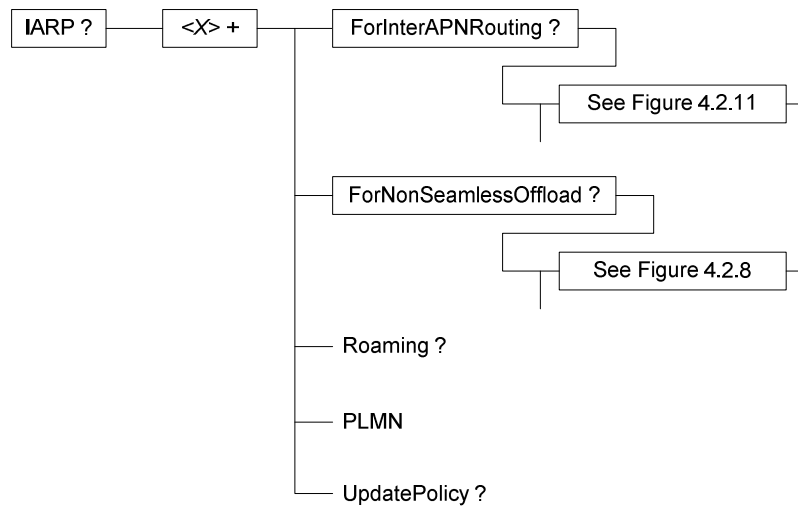 IARP ?
<X> +
ForInterAPNRouting ?
See Figure 4.2.11
ForNonSeamlessOffload ?
See Figure 4.2.8
Roaming ?
PLMN
UpdatePolicy ?